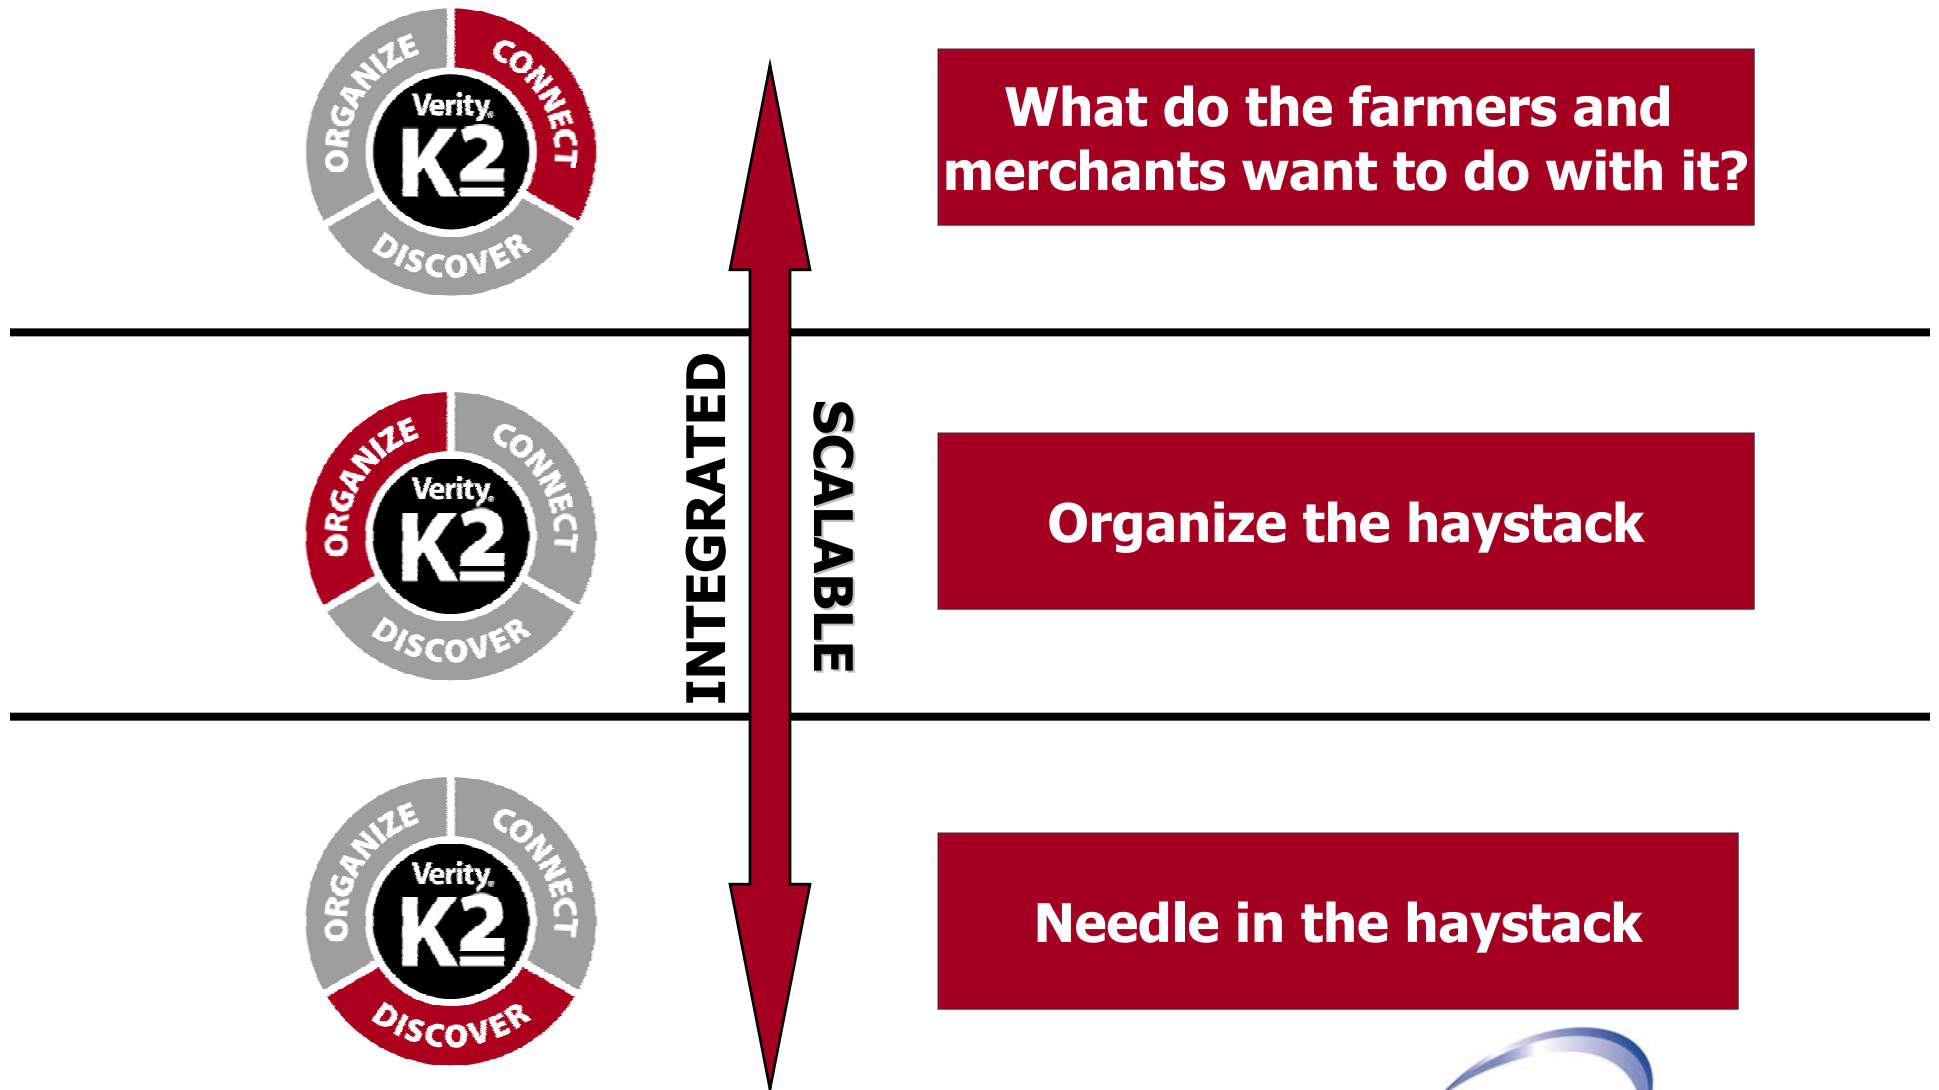 ORGANIZE
CONNECT
Verity®
K2
DISCOVER
What do the farmers and
merchants want to do with it?
INTEGRATED
SCALABLE
ORGANIZE
CONNECT
Verity®
K2
DISCOVER
Organize the haystack
ORGANIZE
CONNECT
Verity®
K2
DISCOVER
Needle in the haystack